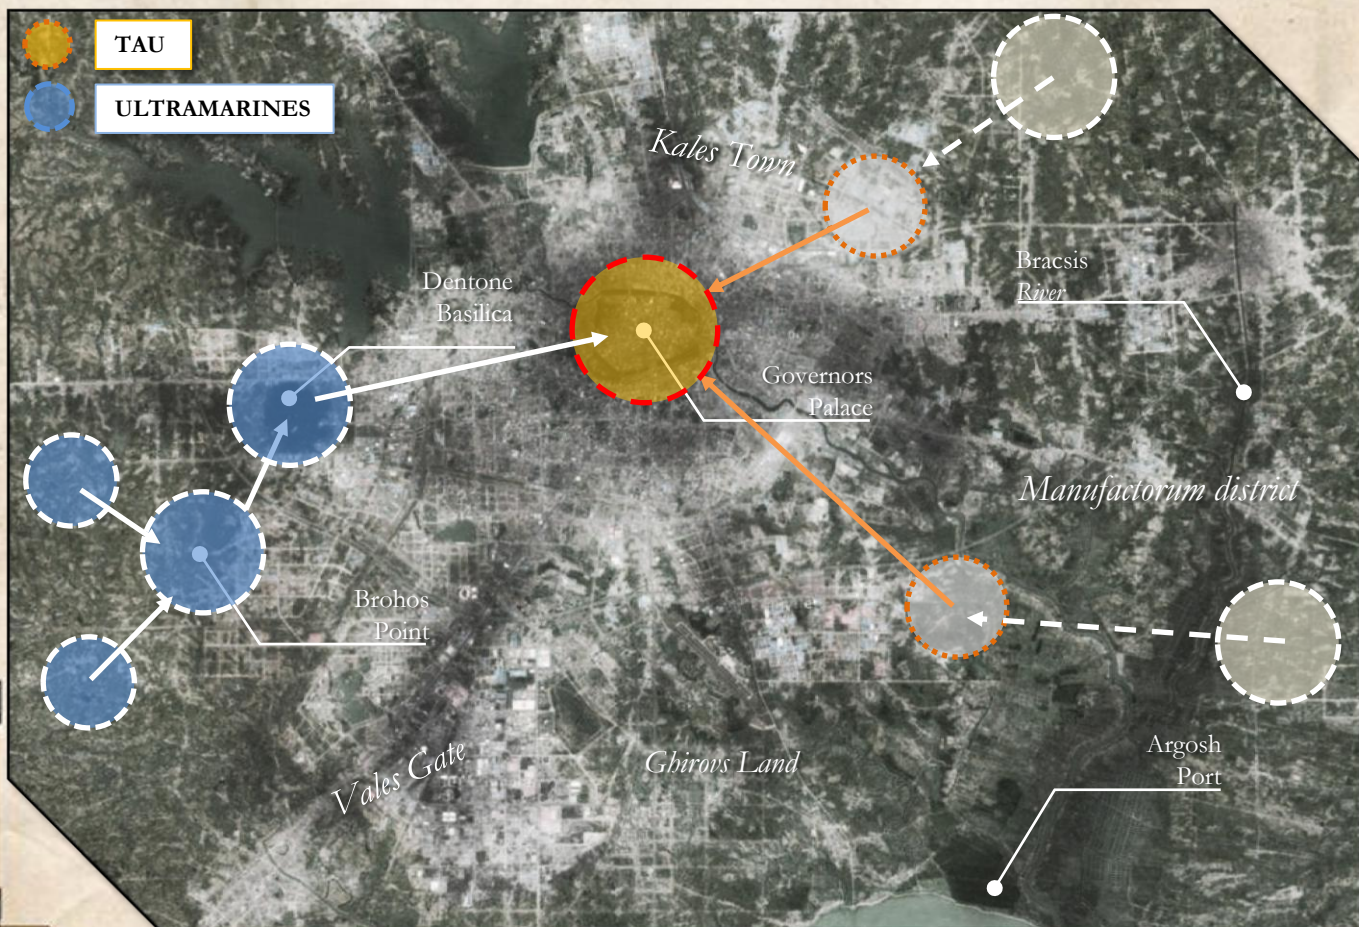 TAU
ULTRAMARINES
Kales Town
Bracsis
River
Dentone
Basilica
Governors
Palace
Manufactorum district
Brohos
Point
Vales Gate
Ghirovs Land
Argosh
Port